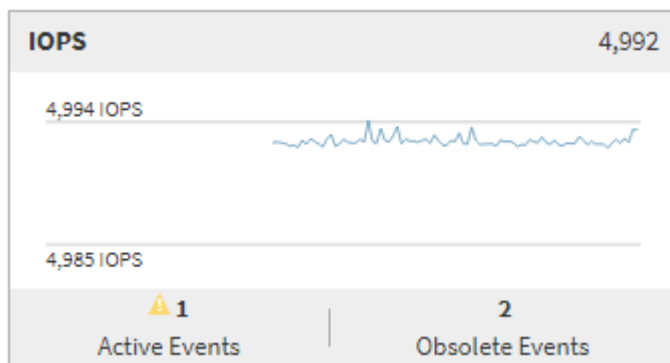 IOPS 4,992
4,994 IOPS
4,985 IOPS
1 2
Active Events Obsolete Events